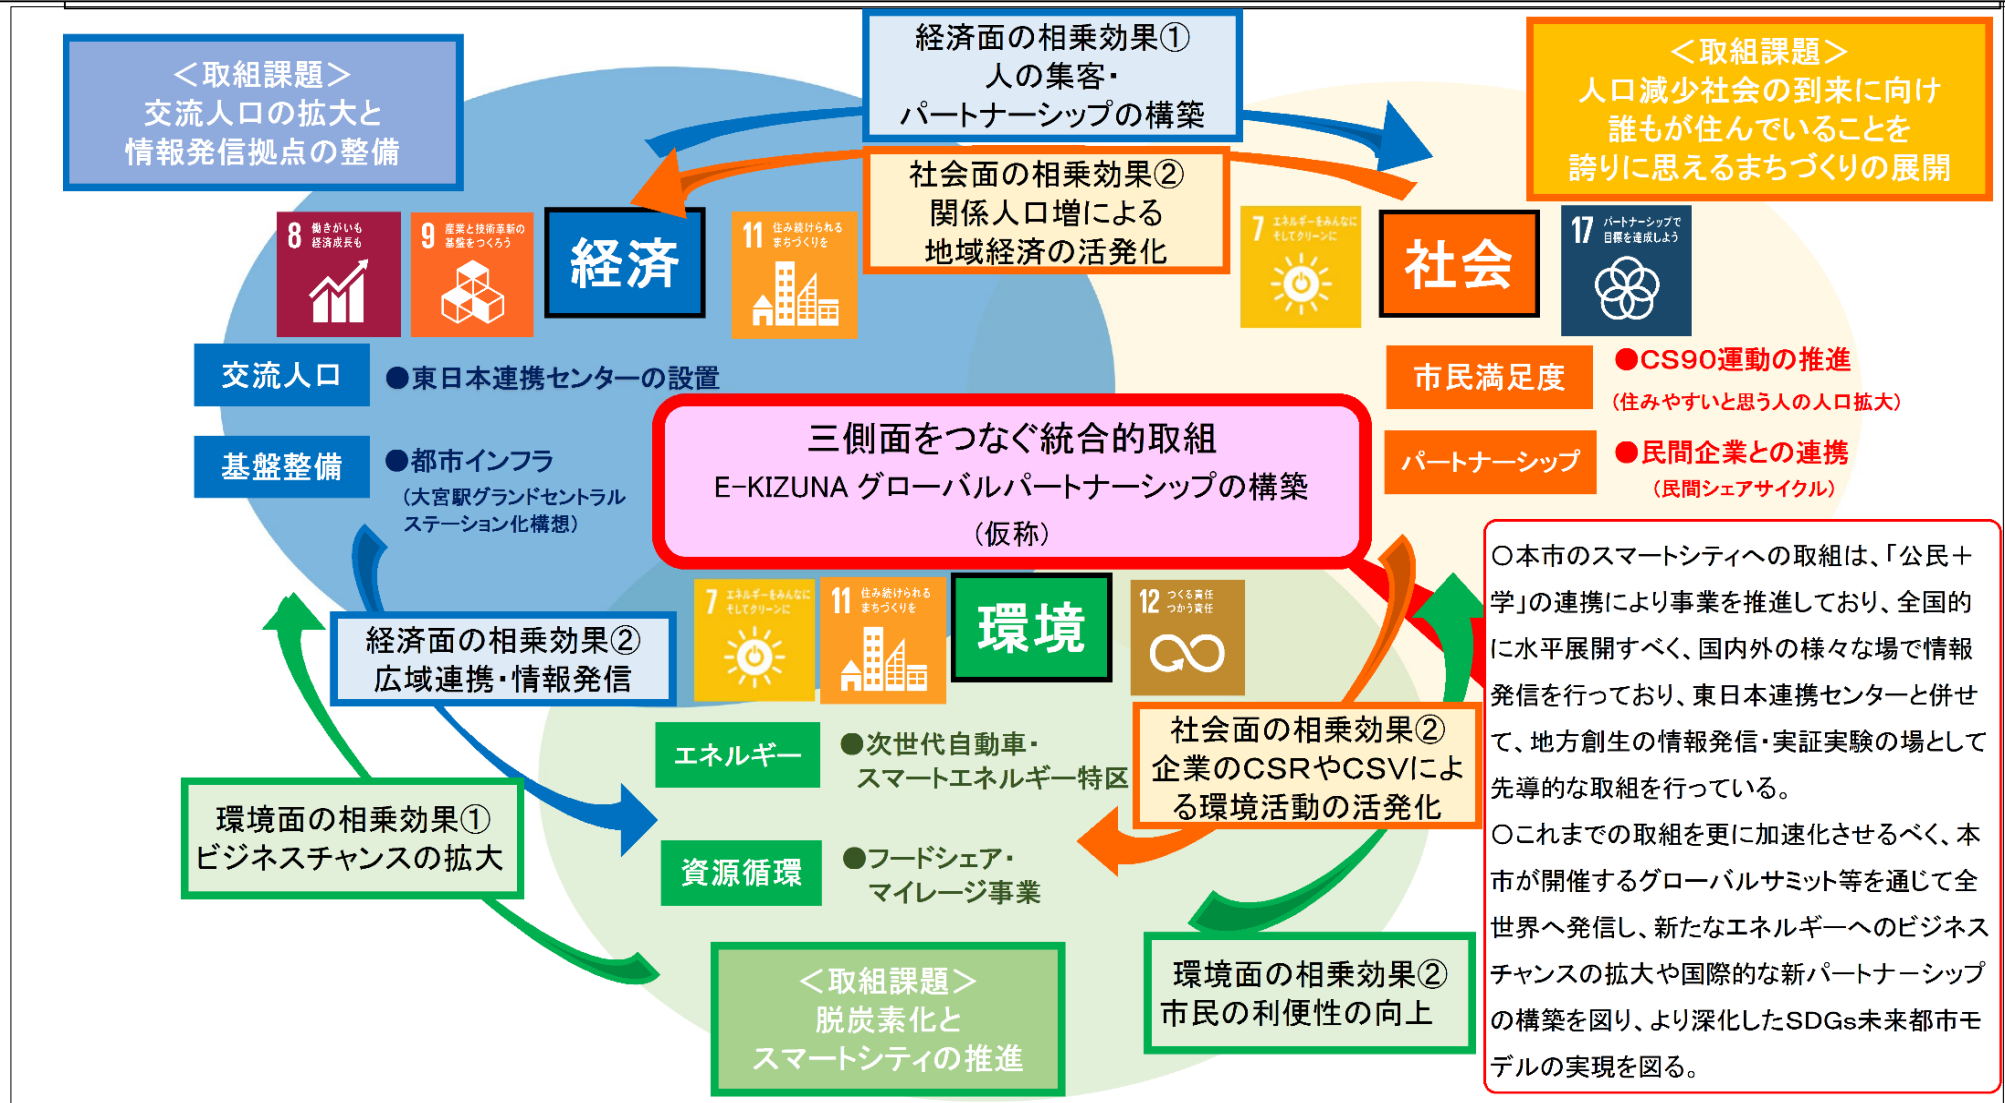 ＜取組課題＞
交流人口の拡大と
情報発信拠点の整備
経済面の相乗効果①
人の集客・
パートナーシップの構築
＜取組課題＞
人口減少社会の到来に向け
誰もが住んでいることを
誇りに思えるまちづくりの展開
社会面の相乗効果②
関係人口増による
地域経済の活発化
8 働きがいも
経済成長も
9 産業と技術革新の
基盤をつくろう
経済
11 住み続けられる
まちづくりを
7 エネルギーをみんなに
そしてクリーンに
社会
17 パートナーシップで
目標を達成しよう
交流人口
●東日本連携センターの設置
基盤整備
●都市インフラ
（大宮駅グランドセントラル
ステーション化構想）
市民満足度
●CS90運動の推進
（住みやすいと思う人の人口拡大）
パートナーシップ
●民間企業との連携
（民間シェアサイクル）
三側面をつなぐ統合的取組
E-KIZUNA グローバルパートナーシップの構築
（仮称）
7 エネルギーをみんなに
そしてクリーンに
11 住み続けられる
まちづくりを
環境
12 つくる責任
つかう責任
経済面の相乗効果②
広域連携・情報発信
エネルギー
●次世代自動車・
スマートエネルギー特区
社会面の相乗効果②
企業のCSRやCSVによ
る環境活動の活発化
環境面の相乗効果①
ビジネスチャンスの拡大
資源循環
●フードシェア・
マイレージ事業
＜取組課題＞
脱炭素化と
スマートシティの推進
環境面の相乗効果②
市民の利便性の向上
○本市のスマートシティへの取組は、「公民＋
学」の連携により事業を推進しており、全国的
に水平展開すべく、国内外の様々な場で情報
発信を行っており、東日本連携センターと併せ
て、地方創生の情報発信・実証実験の場として
先導的な取組を行っている。
○これまでの取組を更に加速化させるべく、本
市が開催するグローバルサミット等を通じて全
世界へ発信し、新たなエネルギーへのビジネス
チャンスの拡大や国際的な新パートナーシップ
の構築を図り、より深化したSDGs未来都市モ
デルの実現を図る。